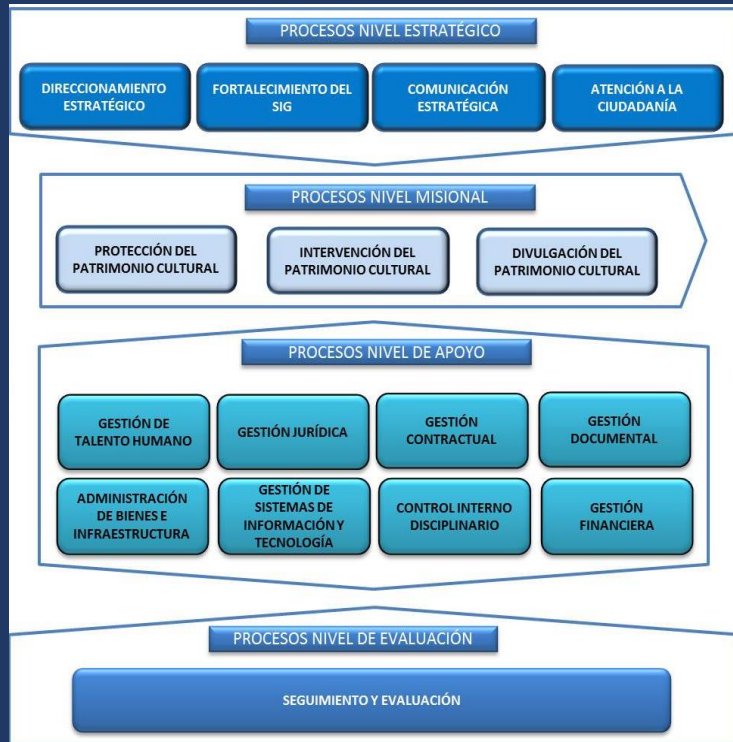 PROCESOS NIVEL ESTRATÉGICO
DIRECCIONAMIENTO
ESTRATÉGICO
FORTALECIMIENTO DEL
SIG
COMUNICACIÓN
ESTRATÉGICA
ATENCIÓN A LA
CIUDADANÍA
PROCESOS NIVEL MISIONAL
PROTECCIÓN DEL
PATRIMONIO CULTURAL
INTERVENCIÓN DEL
PATRIMONIO CULTURAL
DIVULGACIÓN DEL
PATRIMONIO CULTURAL
PROCESOS NIVEL DE APOYO
GESTIÓN DE
TALENTO HUMANO
GESTIÓN JURÍDICA
GESTIÓN
CONTRACTUAL
GESTIÓN
DOCUMENTAL
ADMINISTRACIÓN
DE BIENES E
INFRAESTRUCTURA
GESTIÓN DE
SISTEMAS DE
INFORMACIÓN Y
TECNOLOGÍA
CONTROL INTERNO
DISCIPLINARIO
GESTIÓN
FINANCIERA
PROCESOS NIVEL DE EVALUACIÓN
SEGUIMIENTO Y EVALUACIÓN